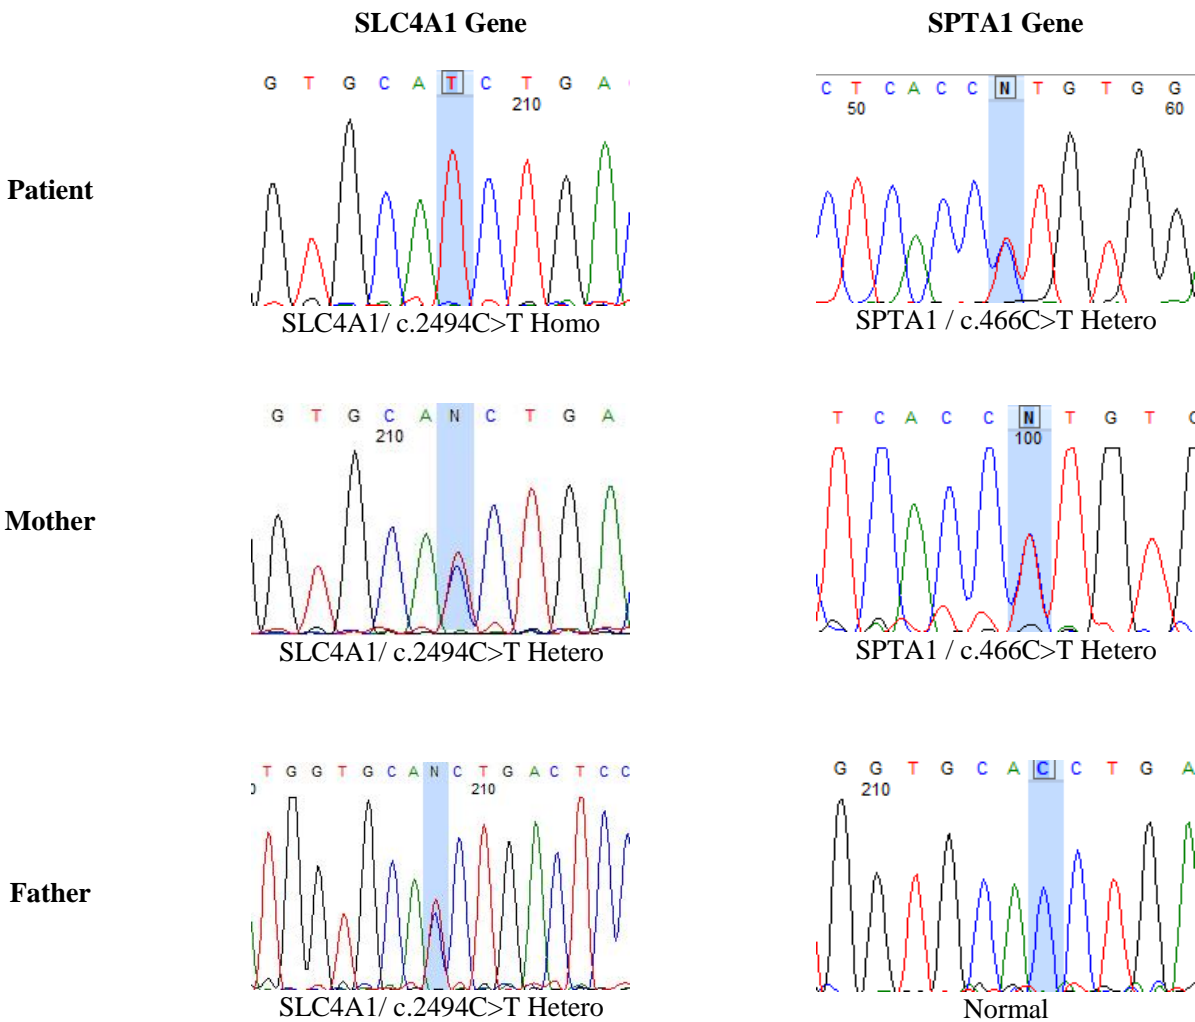 SLC4A1 Gene
SPTA1 Gene
Patient
G T G C A T C T G A
210
SLC4A1/ c.2494C>T Homo
C T C A C C N T G T G G
50 60
SPTA1 / c.466C>T Hetero
Mother
G T G C A N C T G A
210
SLC4A1/ c.2494C>T Hetero
T C A C C N T G T
100
SPTA1 / c.466C>T Hetero
Father
T G G T G C A N C T G A C T C C
210
SLC4A1/ c.2494C>T Hetero
G G T G C A C C T G A
210
Normal